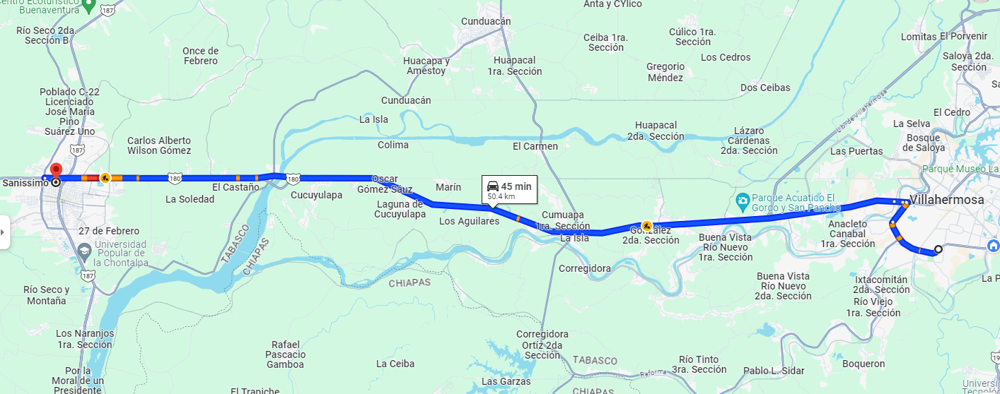 Centro Ecoturístico
Buenaventura
187
Anta y CYlico
Río Seco 2da.
Sección B
Cunduacán
Ceiba 1ra.
Sección
Cúlico 1ra.
Sección
Lomitas
El Porvenir
Once de
Febrero
Huacapa y
Améstoy
Huapacal
1ra. Sección
Los Cedros
Gregorio
Méndez
Saloya 2da.
Sección
Dos Ceibas
Poblado C-22
Licenciado
José María
Pino
Suárez Uno
Cunduacán
La Isla
Lib. de Villahermosa
El Cedro
La Selva
Huapacal
2da. Sección
Lázaro
Cárdenas
2da. Sección
Bosque
de Saloya
Carlos Alberto
Wilson Gómez
187
Colima
El Carmen
Las Puertas
Parque Museo La
Sanissimo
180
El Castaño
180
Oscar
Gómez Sáuz
Marín
45 min
50.4 km
La Soledad
Cucuyulapa
Laguna de
Cucuyulapa
Los Aguilares
Cumuapa
1ra. Sección
La Isla
González
2da. Sección
Parque Acuatico El
Gordo y San Pancho
Villahermosa
Anacleto
Canabal
1ra. Sección
27 de Febrero
Universidad
Popular de
la Chontalpa
TABASCO
CHIAPAS
Buena Vista
Río Nuevo
1ra. Sección
187
Corregidora
CHIAPAS
Buena Vista
Río Nuevo
2da. Sección
Ixtacomitán
2da. Sección
Río Viejo
1ra. Sección
La P
Río Seco y
Montaña
Los Naranjos
1ra. Sección
Corregidora
Ortíz 2da
Sección
Rafael
Pascacio
Gamboa
La Ceiba
TABASCO
Río Tinto
3ra. Sección
Reforma
Pablo L. Sidar
Boqueron
Por la
Moral de un
Presidente
El Traniche
Las Garzas
CHIAPAS
Universid
Tecnológ